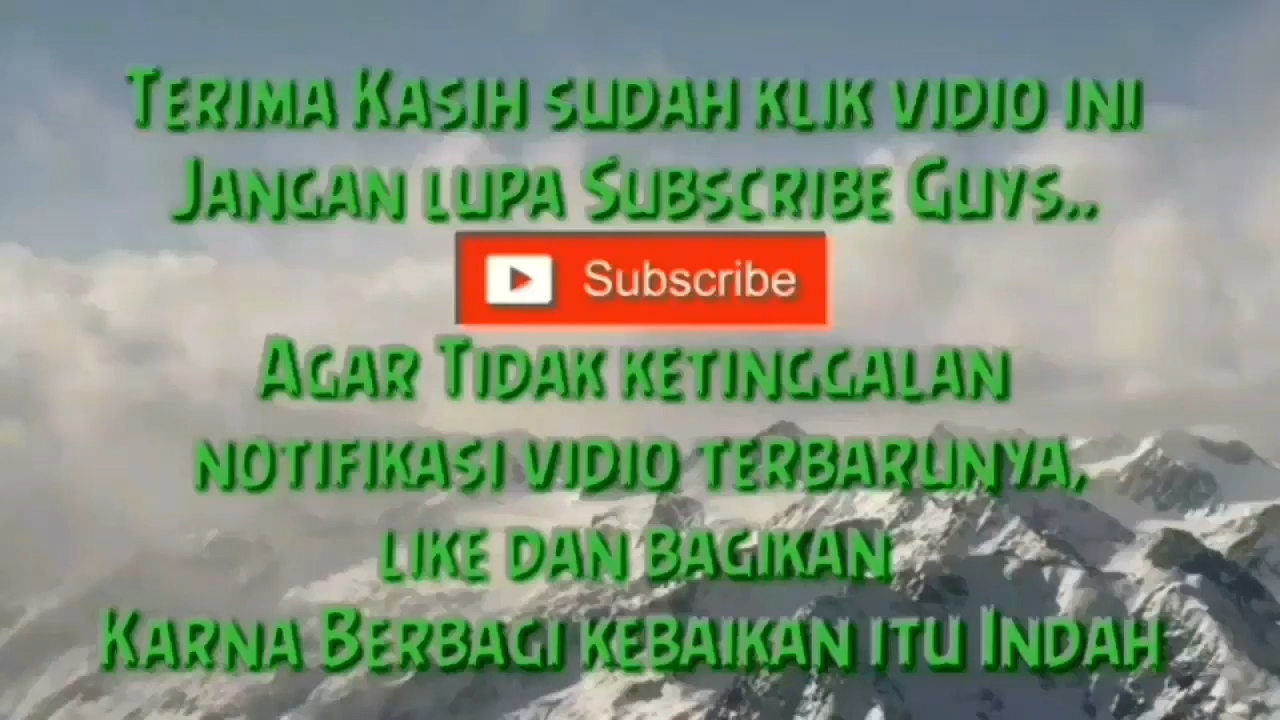 Terima Kasih sudah klik vidio ini
Jangan lupa Subscribe Guys..
Subscribe
Agar Tidak ketinggalan
notifikasi vidio terbarunya,
like dan bagikan
Karna Berbagi kebaikan itu Indah